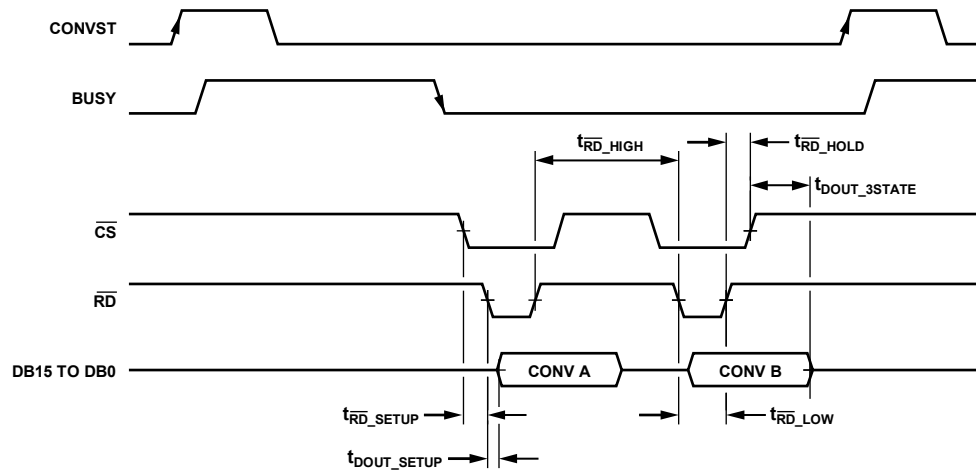 CONVST
BUSY
tRD_HIGH
tRD_HOLD
tDOUT_3STATE
CS
RD
DB15 TO DB0
CONV A
CONV B
tRD_SETUP
tRD_LOW
tDOUT_SETUP